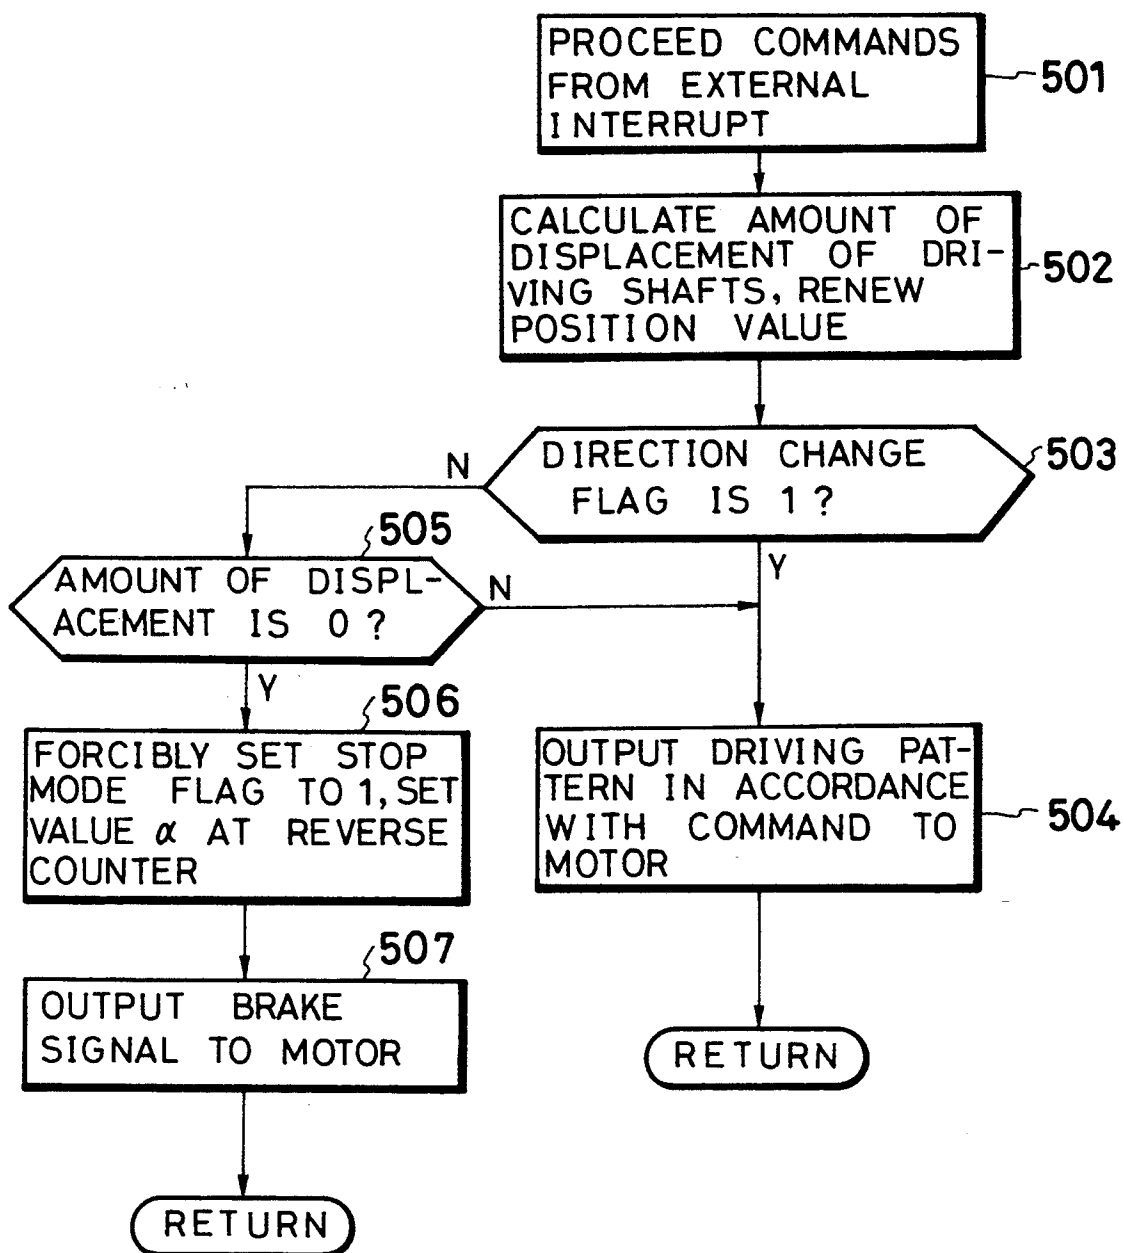 PROCEED COMMANDS
FROM EXTERNAL
INTERRUPT
501
CALCULATE AMOUNT OF
DISPLACEMENT OF DRI-
VING SHAFTS, RENEW
POSITION VALUE
502
DIRECTION CHANGE
FLAG IS 1 ?
503
N
Y
505
AMOUNT OF DISPL-
ACEMENT IS 0 ?
N
Y
506
FORCIBLY SET STOP
MODE FLAG TO 1, SET
VALUE α AT REVERSE
COUNTER
OUTPUT DRIVING PAT-
TERN IN ACCORDANCE
WITH COMMAND TO
MOTOR
504
507
OUTPUT BRAKE
SIGNAL TO MOTOR
RETURN
RETURN